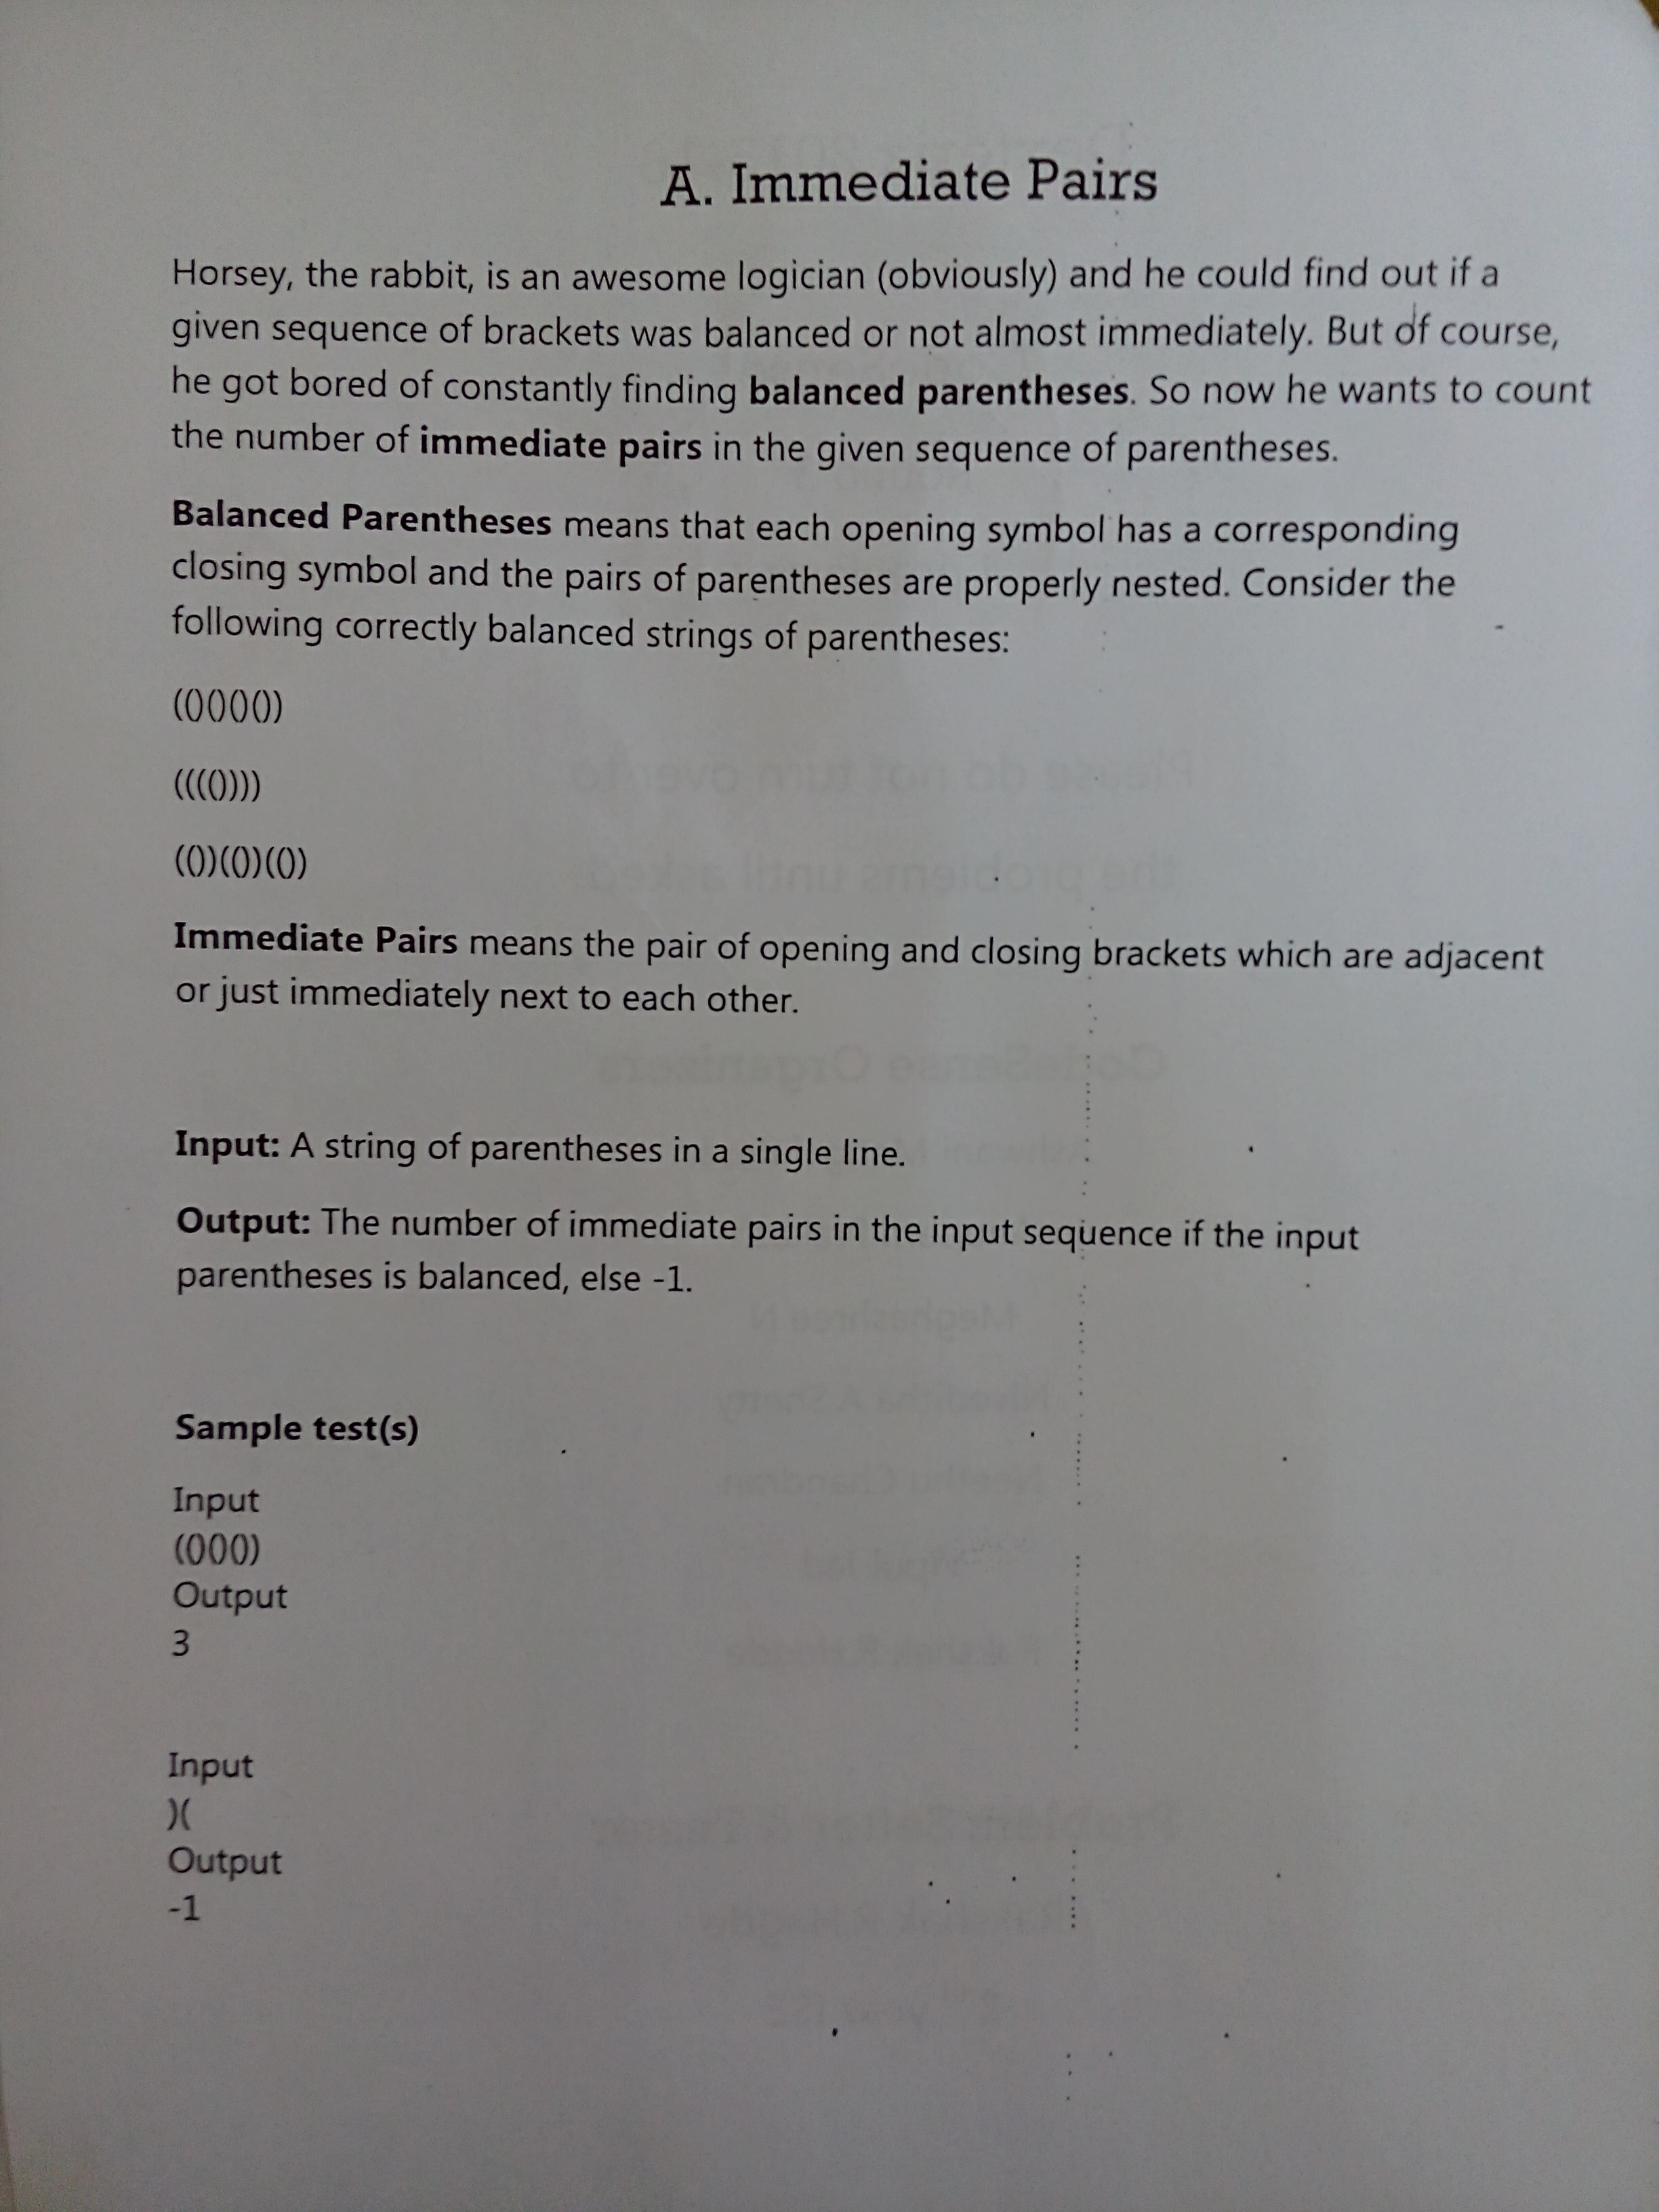 A. Immediate Pairs
Horsey, the rabbit, is an awesome logician (obviously) and he could find out if a
given sequence of brackets was balanced or not almost immediately. But of course,
he got bored of constantly finding balanced parentheses. So now he wants to count
the number of immediate pairs in the given sequence of parentheses.
Balanced Parentheses means that each opening symbol has a corresponding
closing symbol and the pairs of parentheses are properly nested. Consider the
following correctly balanced strings of parentheses:
(()()()())
(((())))
(())(())(())
Immediate Pairs means the pair of opening and closing brackets which are adjacent
or just immediately next to each other.
Input: A string of parentheses in a single line.
Output: The number of immediate pairs in the input sequence if the input
parentheses is balanced, else -1.
Sample test(s)
Input
(()()())
Output
3
Input
)(
Output
-1